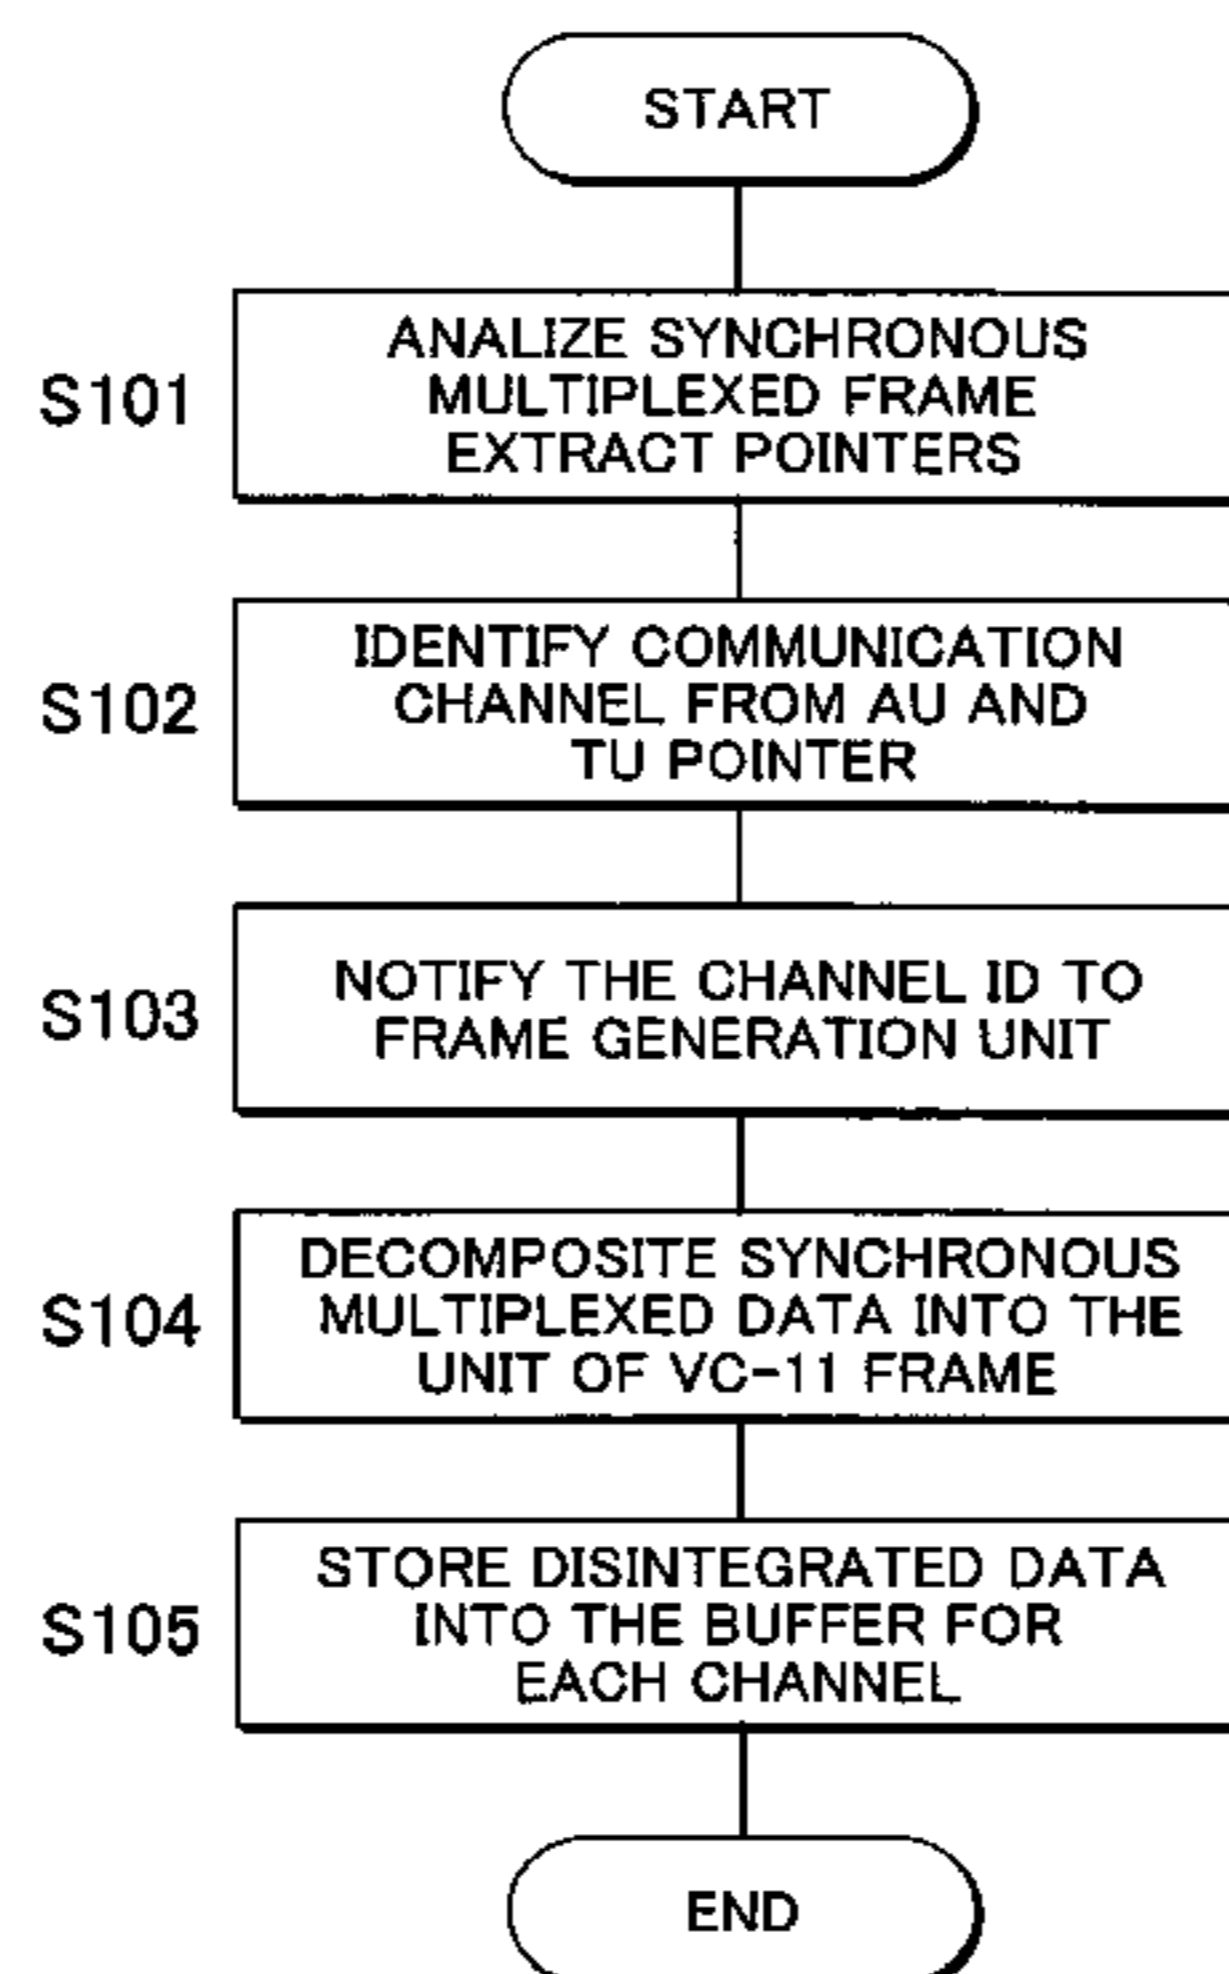 START
S101
ANALIZE SYNCHRONOUS
MULTIPLEXED FRAME
EXTRACT POINTERS
S102
IDENTIFY COMMUNICATION
CHANNEL FROM AU AND
TU POINTER
S103
NOTIFY THE CHANNEL ID TO
FRAME GENERATION UNIT
S104
DECOMPOSITE SYNCHRONOUS
MULTIPLEXED DATA INTO THE
UNIT OF VC-11 FRAME
S105
STORE DISINTEGRATED DATA
INTO THE BUFFER FOR
EACH CHANNEL
END